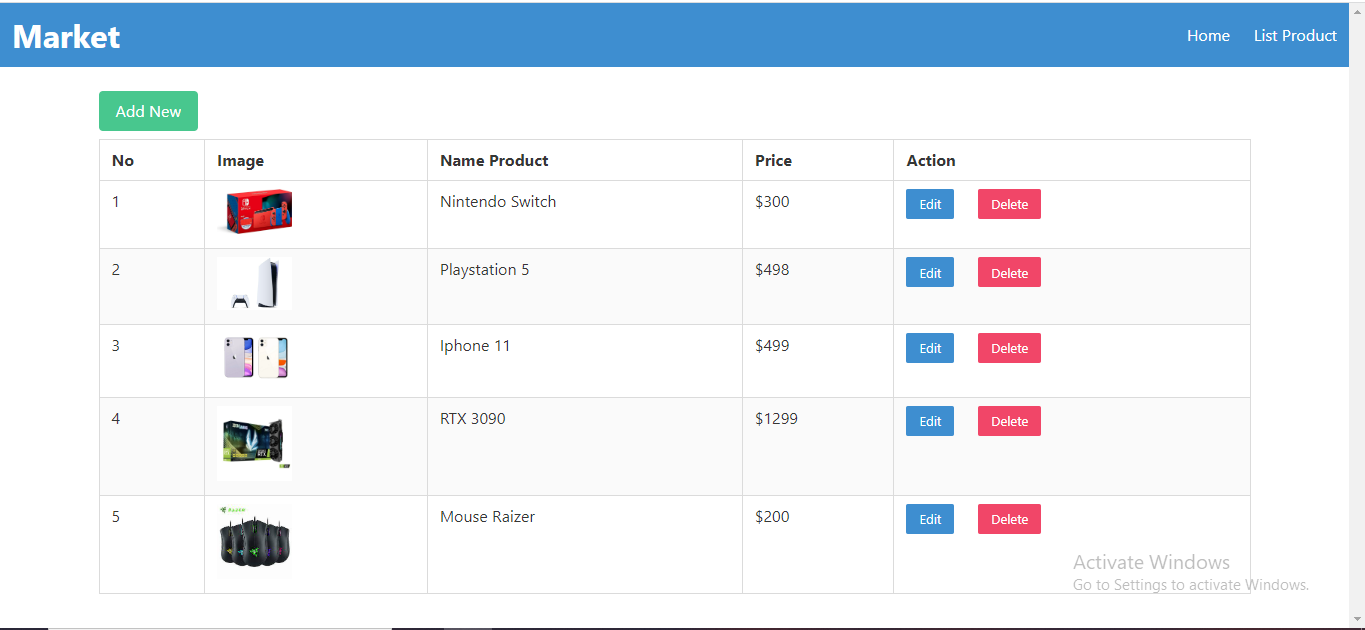 Market Home List Product
Add New
No Image Name Product Price Action
1 Nintendo Switch $300 Edit Delete
2 Playstation 5 $498 Edit Delete
3 Iphone 11 $499 Edit Delete
4 RTX 3090 $1299 Edit Delete
RAZER
5 Mouse Raizer $200 Edit Delete
Activate Windows
Go to Settings to activate Windows.